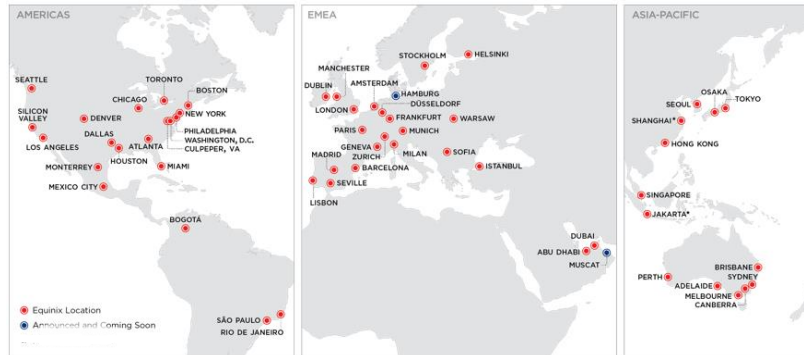 AMERICAS
SEATTLE
SILICON
VALLEY
LOS ANGELES
DENVER
CHICAGO
TORONTO
BOSTON
NEW YORK
PHILADELPHIA
WASHINGTON, D.C.
CULPEPER, VA
DALLAS
ATLANTA
HOUSTON
MIAMI
MONTERREY
MEXICO CITY
BOGOTÁ
SÃO PAULO
RIO DE JANEIRO
Equinix Location
Announced and Coming Soon
EMEA
STOCKHOLM
HELSINKI
MANCHESTER
DUBLIN
AMSTERDAM
HAMBURG
DÜSSELDORF
LONDON
FRANKFURT
WARSAW
PARIS
MUNICH
GENEVA
ZURICH
MILAN
SOFIA
MADRID
BARCELONA
ISTANBUL
SEVILLE
LISBON
DUBAI
ABU DHABI
MUSCAT
ASIA-PACIFIC
OSAKA
SEOUL
TOKYO
SHANGHAI*
HONG KONG
SINGAPORE
JAKARTA*
BRISBANE
PERTH
SYDNEY
ADELAIDE
MELBOURNE
CANBERRA